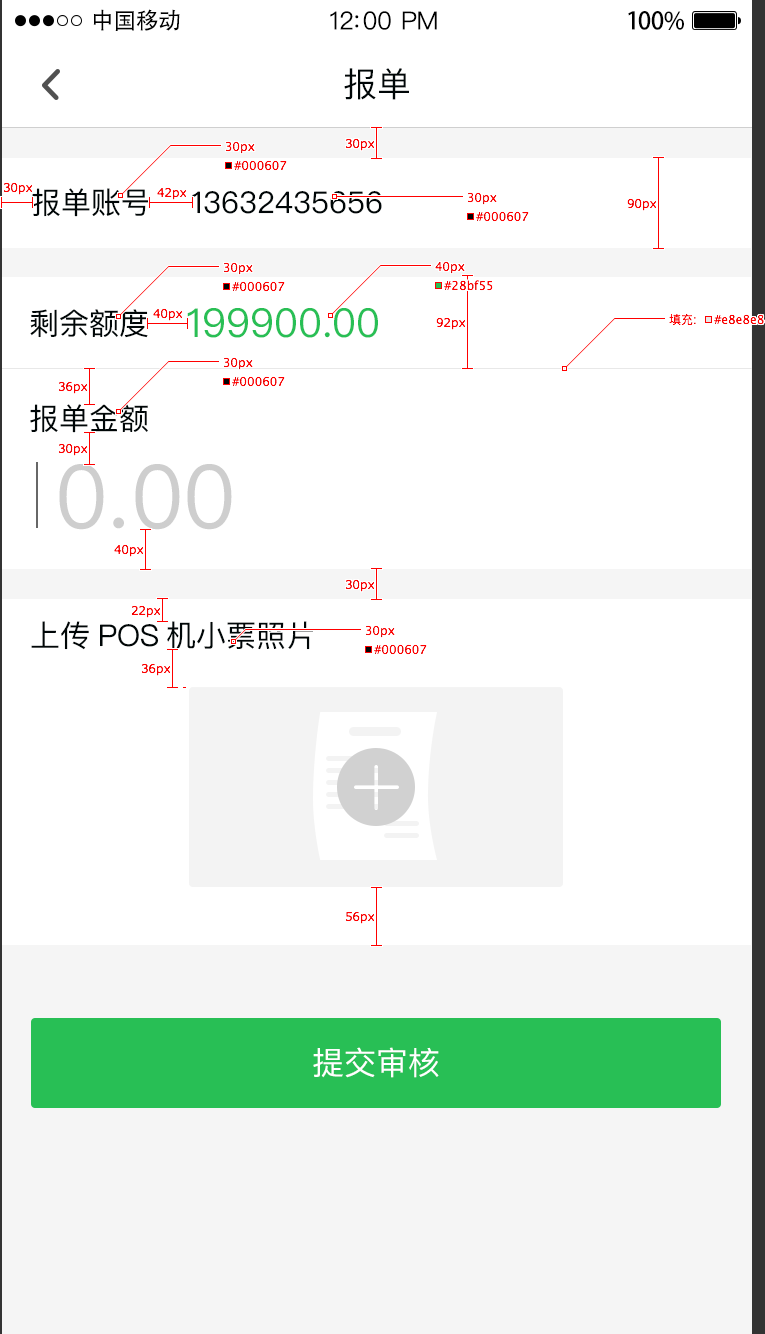 中国移动 12:00 PM 100%
报单
30px
30px
#000607
30px
报单账号
42px
13632435656
30px
#000607
90px
30px
#000607
40px
#28bf55
剩余额度
40px
199900.00
92px
填充: #e8e8e8
30px
#000607
36px
报单金额
30px
0.00
40px
30px
22px
上传 POS 机小票照片
30px
#000607
36px
56px
提交审核